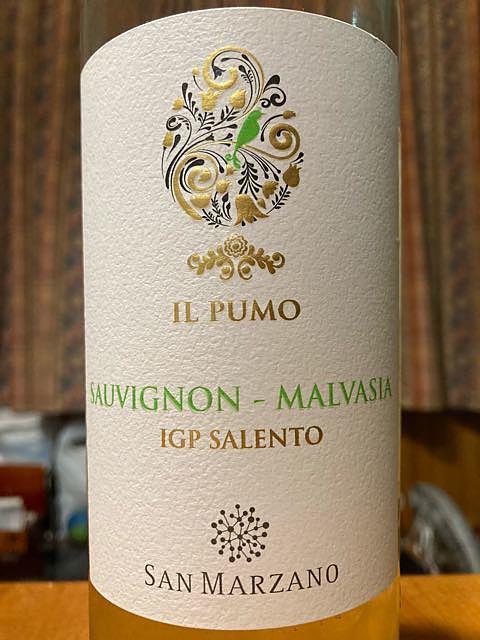 IL PUMO
SAUVIGNON - MALVASIA
IGP SALENTO
SAN MARZANO